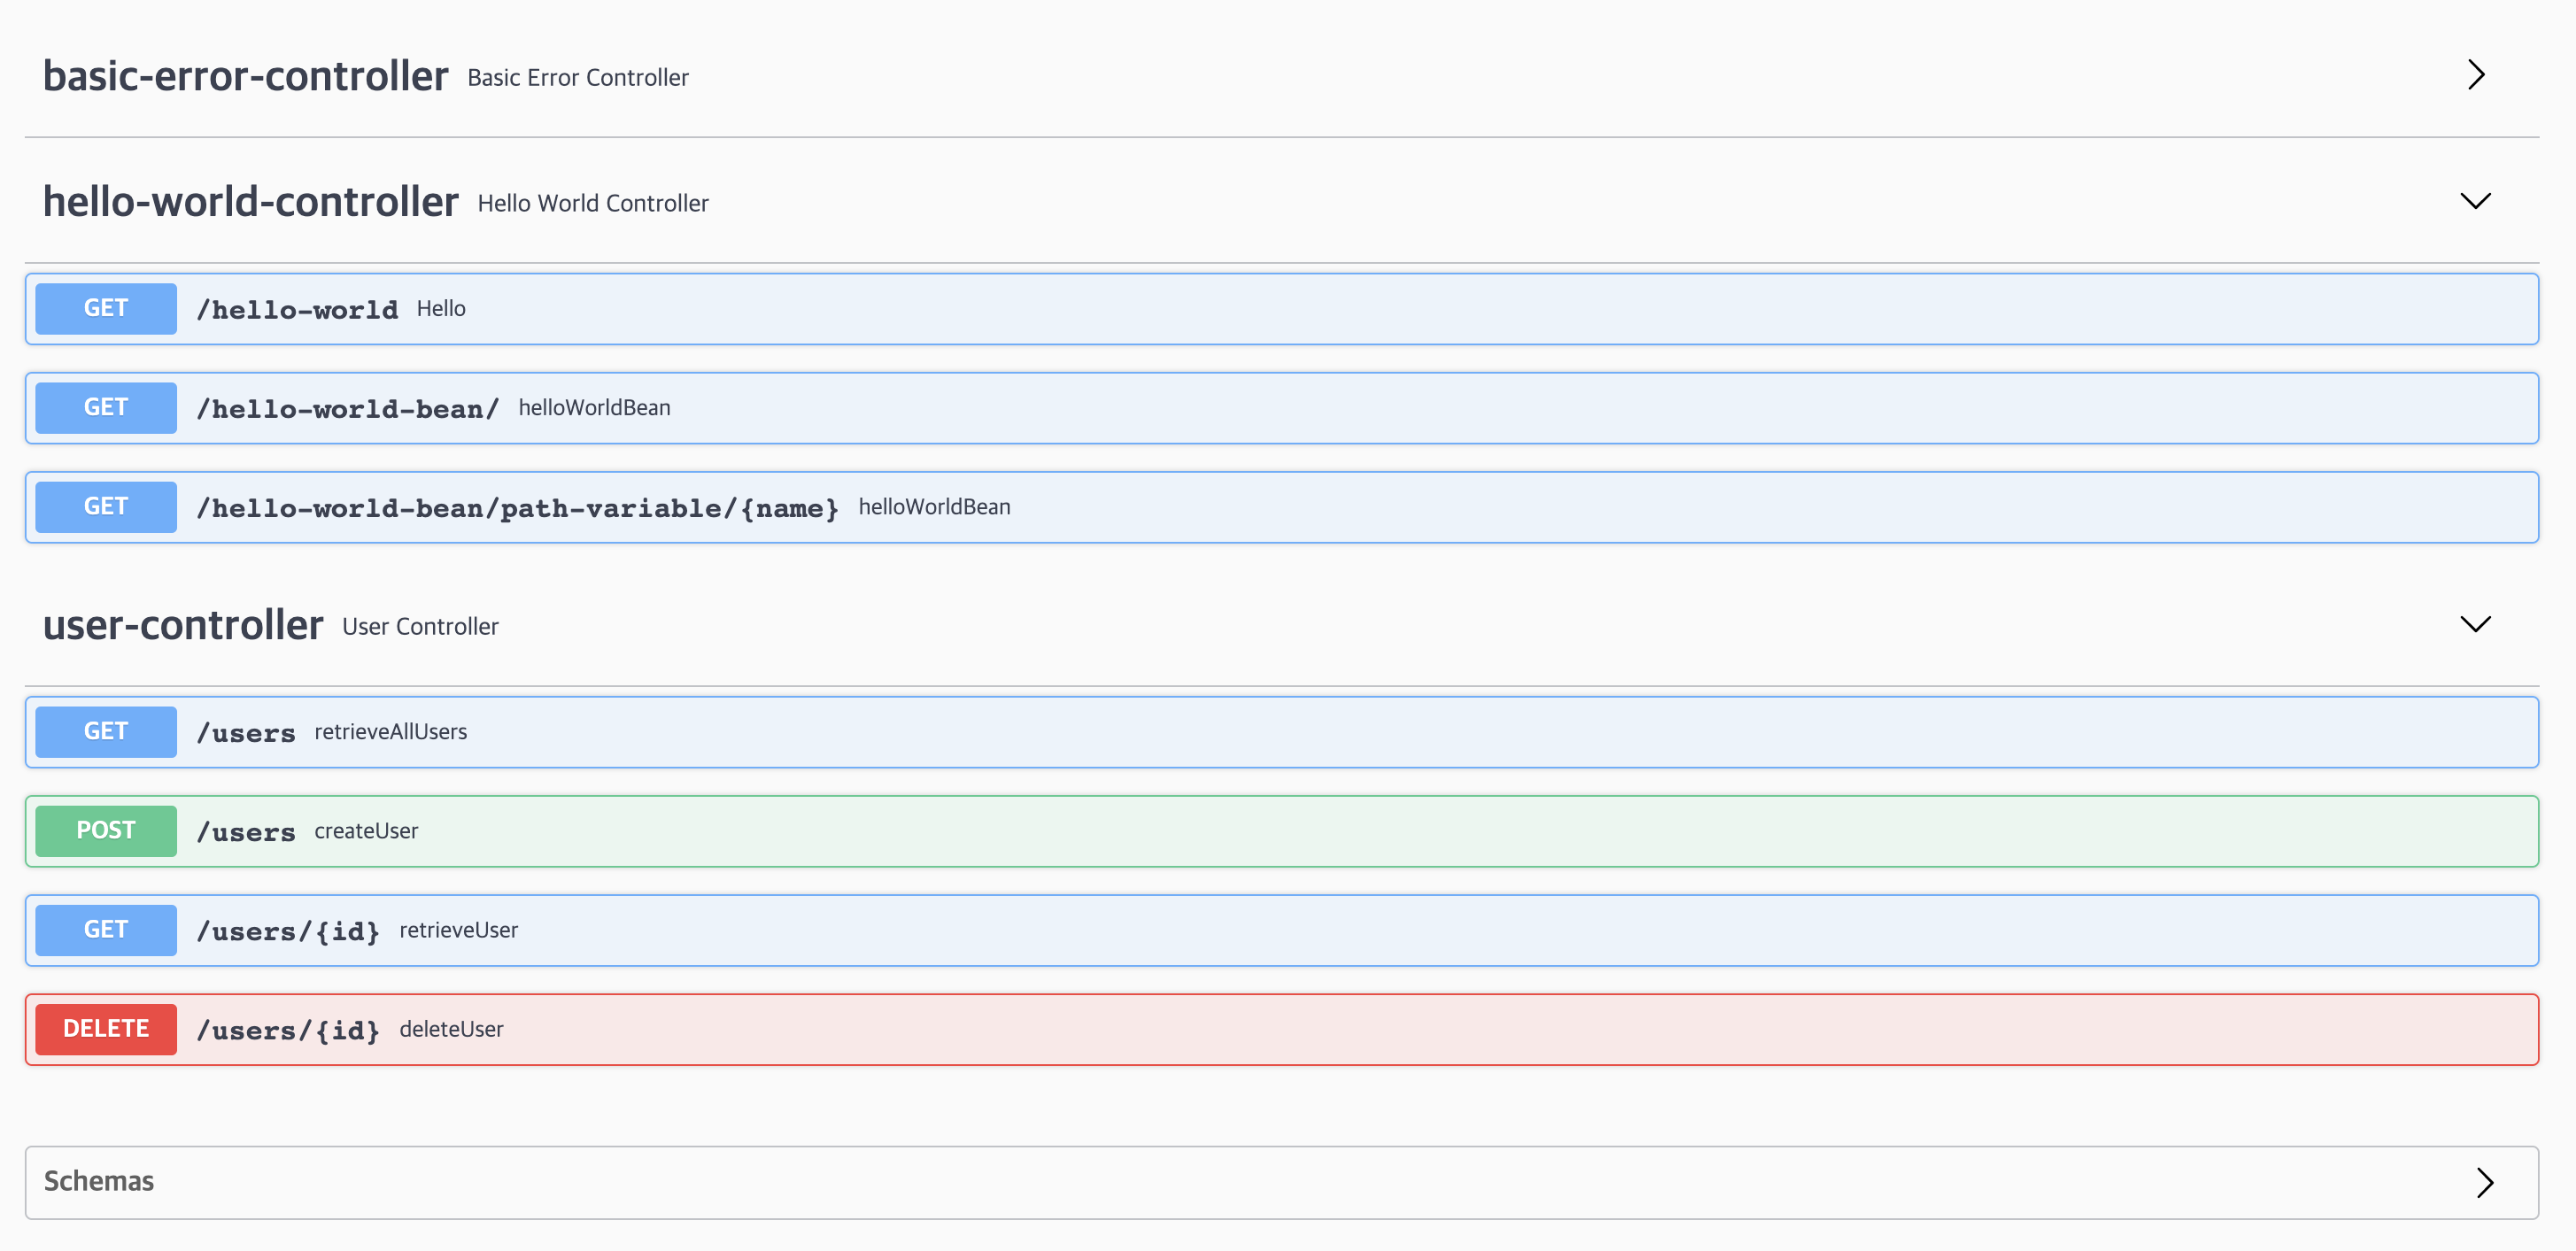 basic-error-controller Basic Error Controller
hello-world-controller Hello World Controller
GET /hello-world Hello
GET /hello-world-bean/ helloWorldBean
GET /hello-world-bean/path-variable/{name} helloWorldBean
user-controller User Controller
GET /users retrieveAllUsers
POST /users createUser
GET /users/{id} retrieveUser
DELETE /users/{id} deleteUser
Schemas